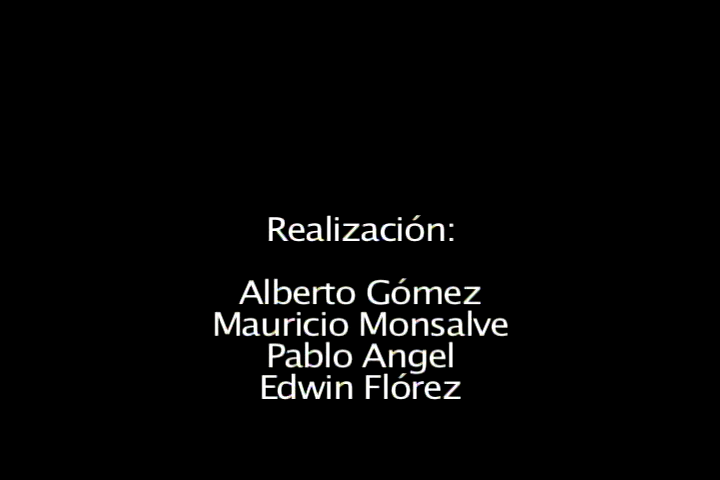 Realización:
Alberto Gómez
Mauricio Monsalve
Pablo Angel
Edwin Flórez